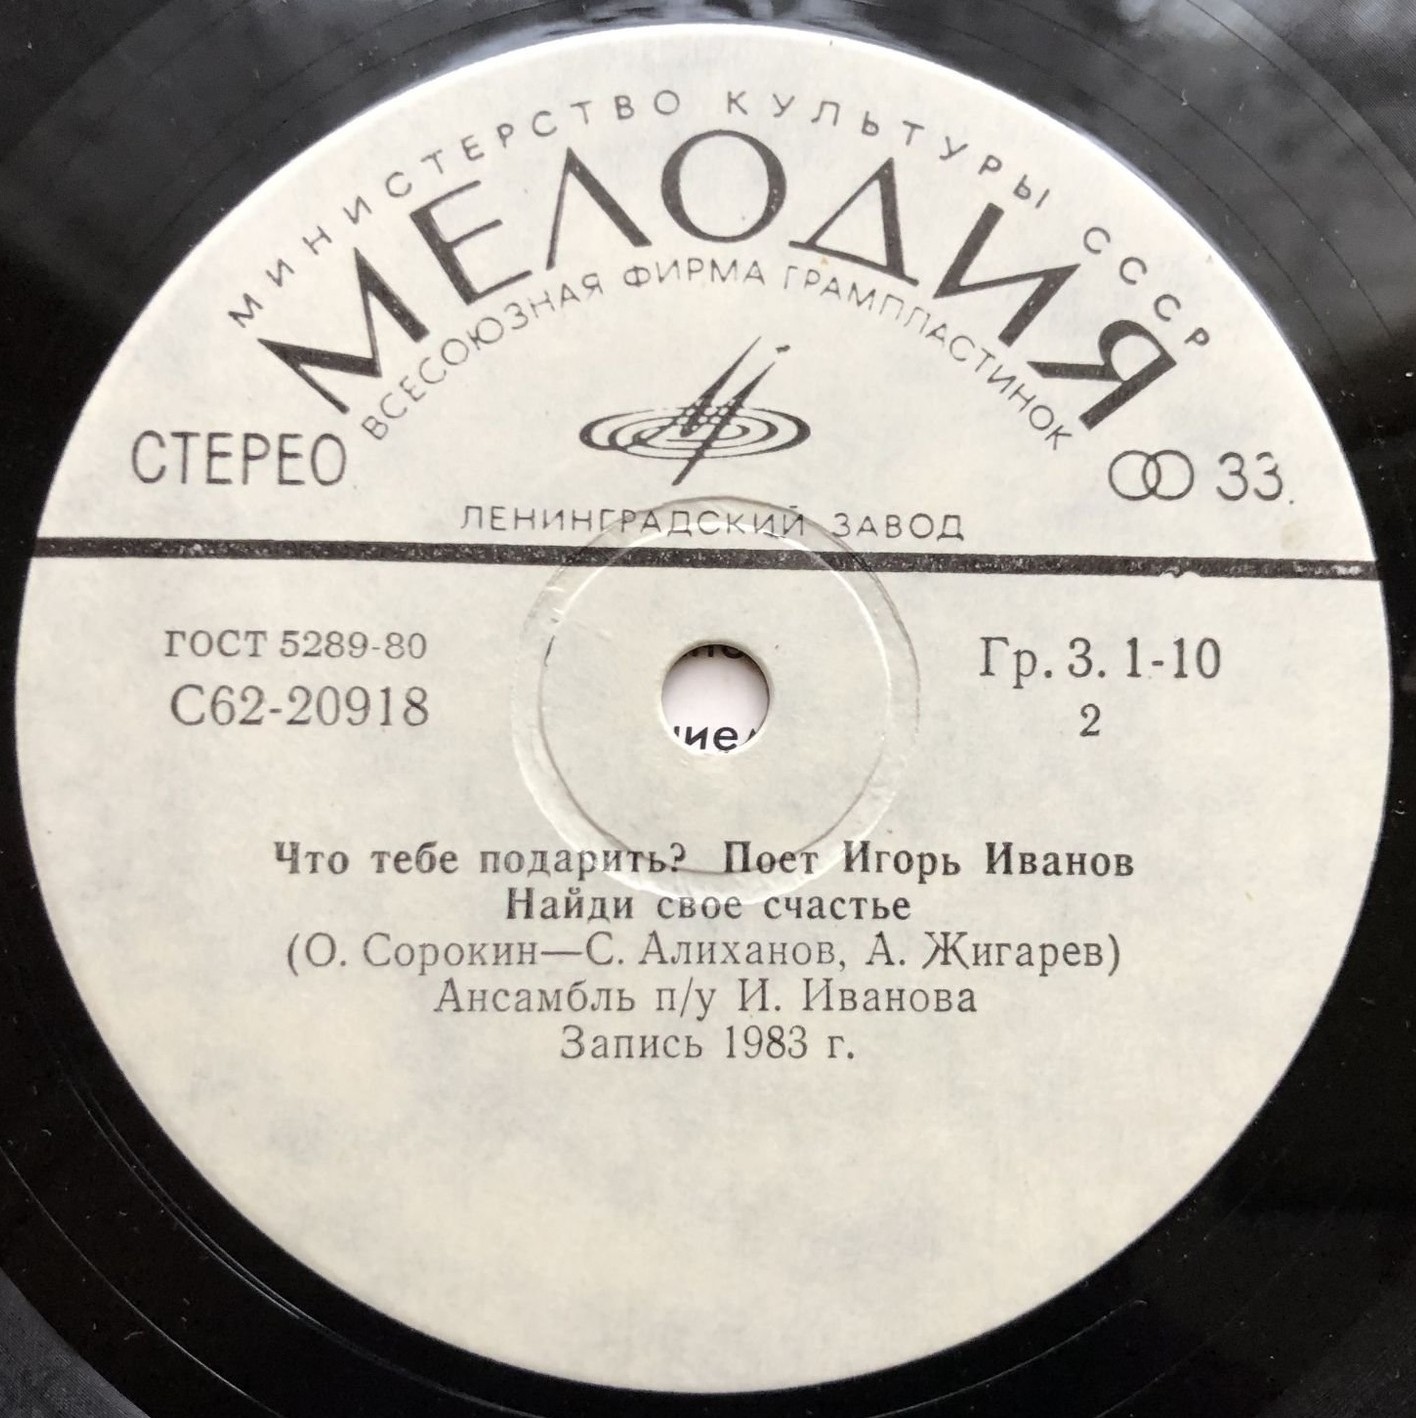 МИНИСТЕРСТВО КУЛЬТУРЫ СССР
МЕЛОДИЯ
ВСЕСОЮЗНАЯ ФИРМА ГРАМПЛАСТИНОК
СТЕРЕО
33
ЛЕНИНГРАДСКИЙ ЗАВОД
ГОСТ 5289-80
С62-20918
Гр. 3. 1-10
2
Что тебе подарить? Поет Игорь Иванов
Найди свое счастье
(О. Сорокин—С. Алиханов, А. Жигарев)
Ансамбль п/у И. Иванова
Запись 1983 г.